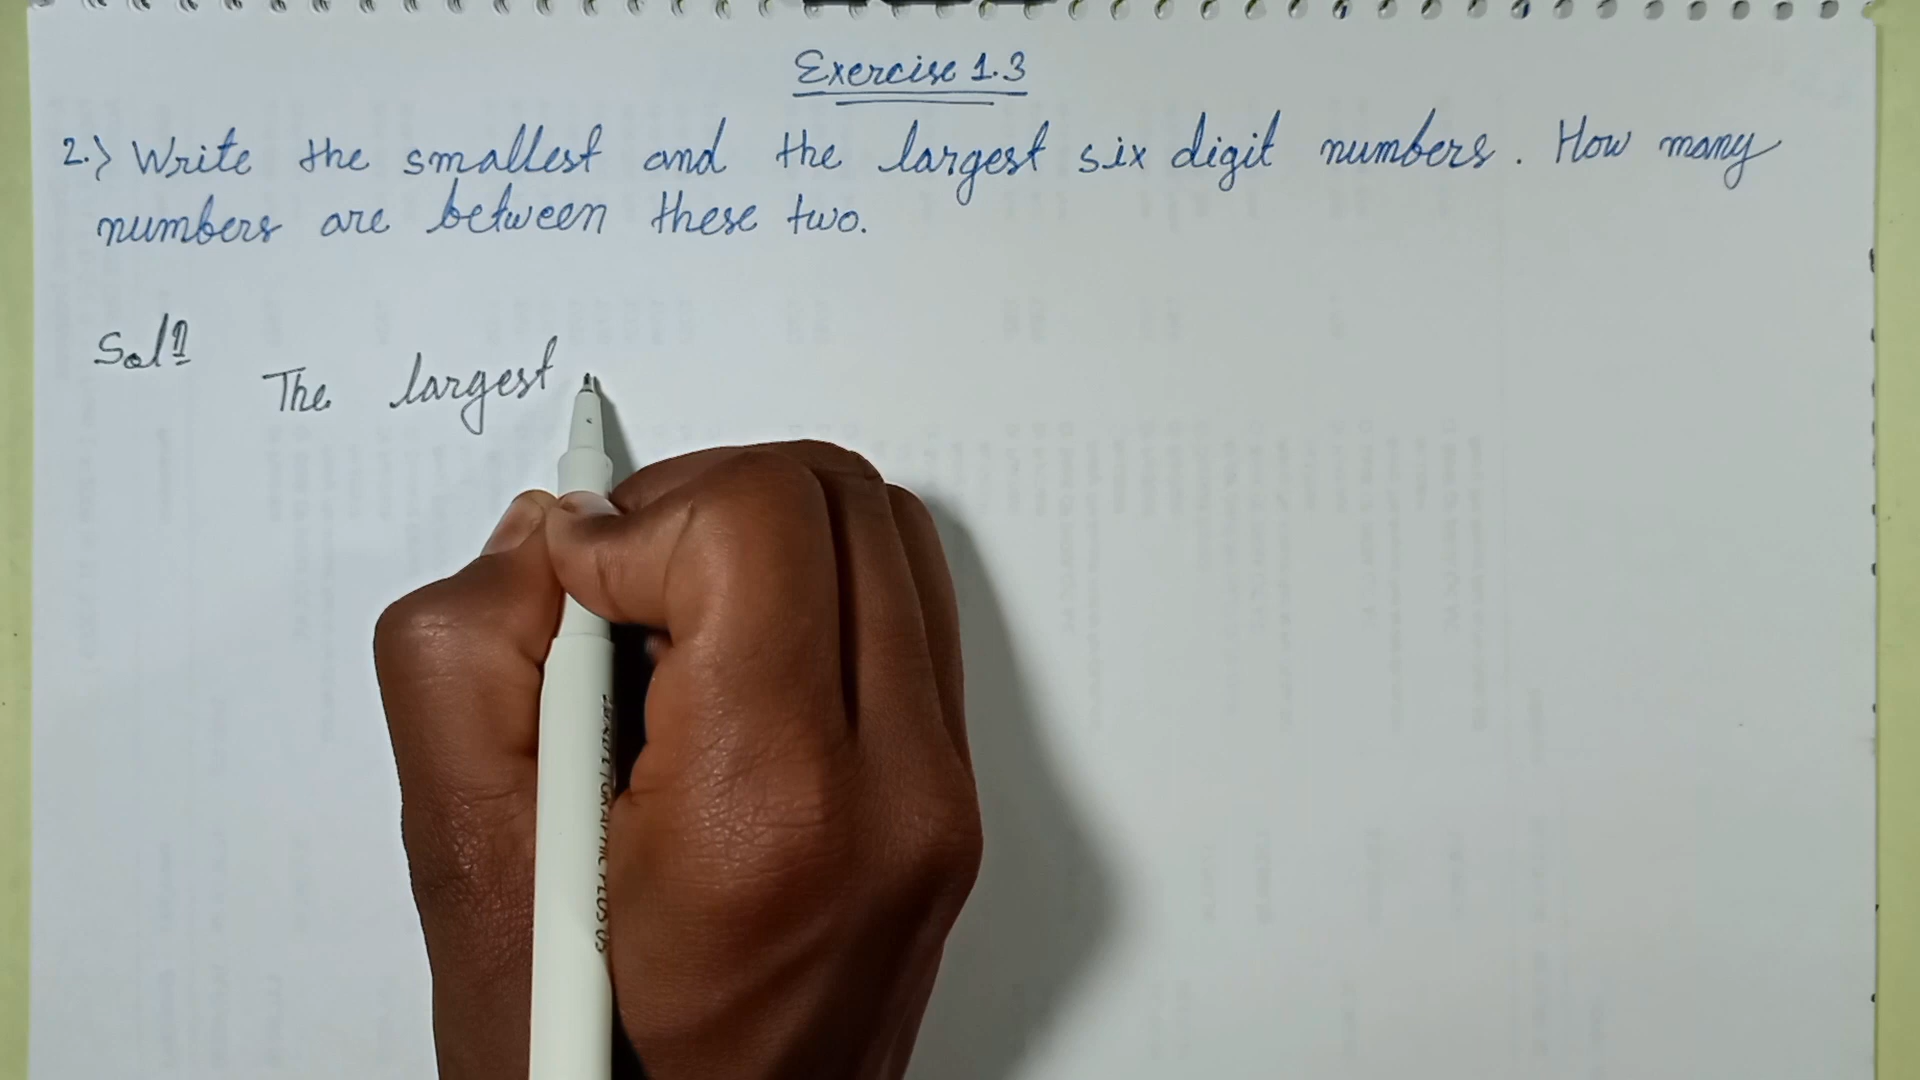 Exercise 1.3
2.) Write the smallest and the largest six digit numbers. How many
numbers are between these two.
Solⁿ
The largest